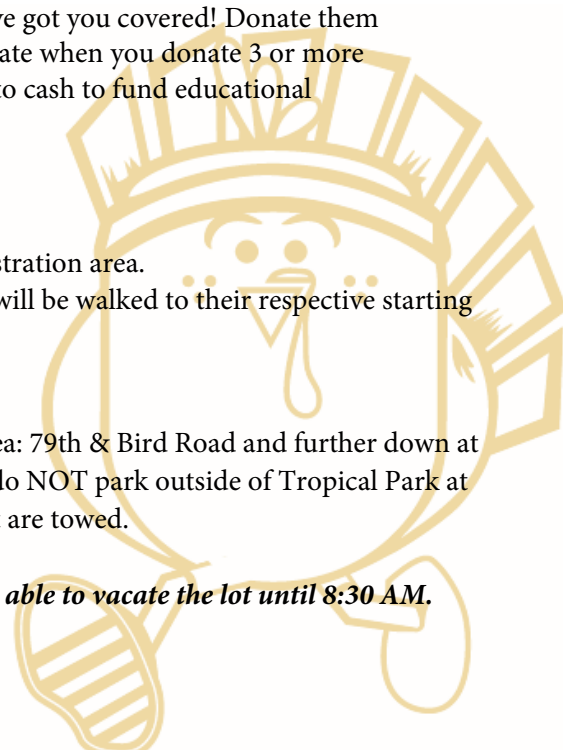 ve got you covered! Donate them
ate when you donate 3 or more
to cash to fund educational
stration area.
will be walked to their respective starting
ea: 79th & Bird Road and further down at
do NOT park outside of Tropical Park at
are towed.
able to vacate the lot until 8:30 AM.